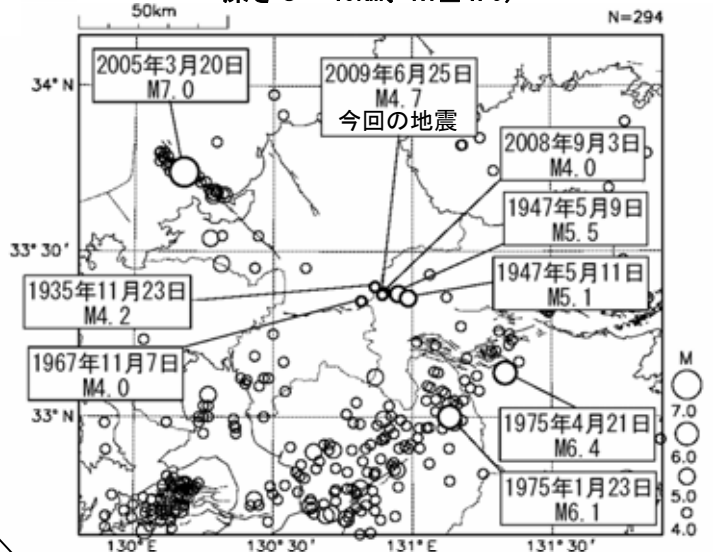 50km
N=294
34° N
2005年3月20日
M7.0
2009年6月25日
M4.7
今回の地震
2008年9月3日
M4.0
1947年5月9日
M5.5
33° 30'
1947年5月11日
M5.1
1935年11月23日
M4.2
1967年11月7日
M4.0
M
7.0
6.0
5.0
4.0
33° N
1975年4月21日
M6.4
1975年1月23日
M6.1
130° E
130° 30'
131° E
131° 30'